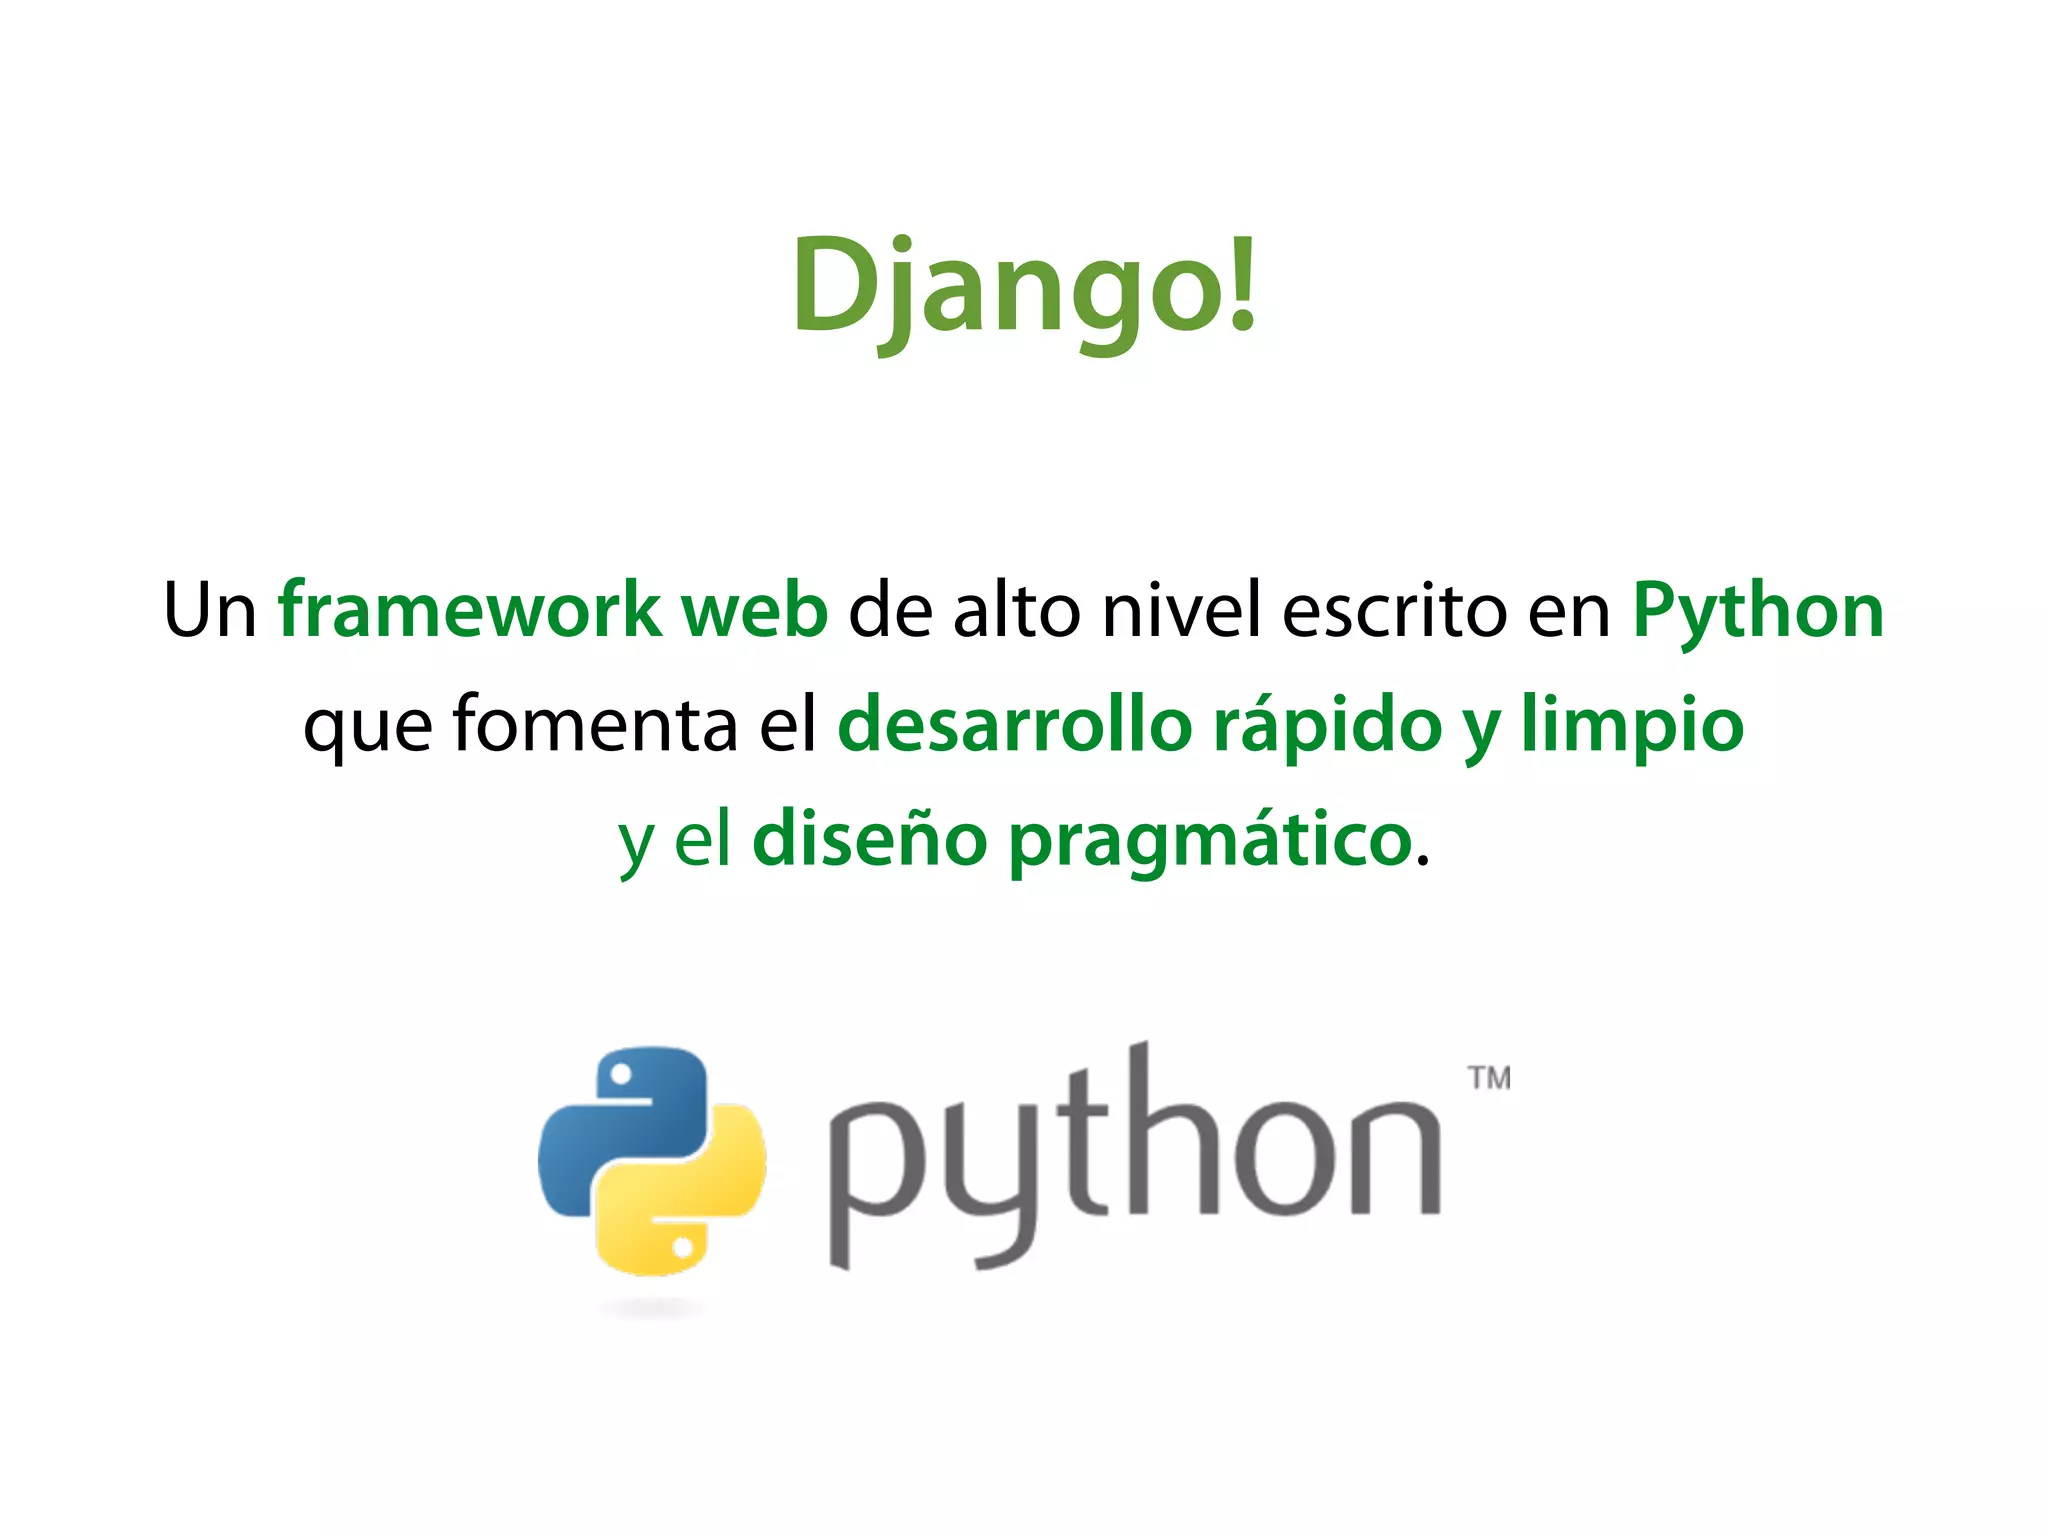 Django!
Un framework web de alto nivel escrito en Python
que fomenta el desarrollo rápido y limpio
y el diseño pragmático.
python™